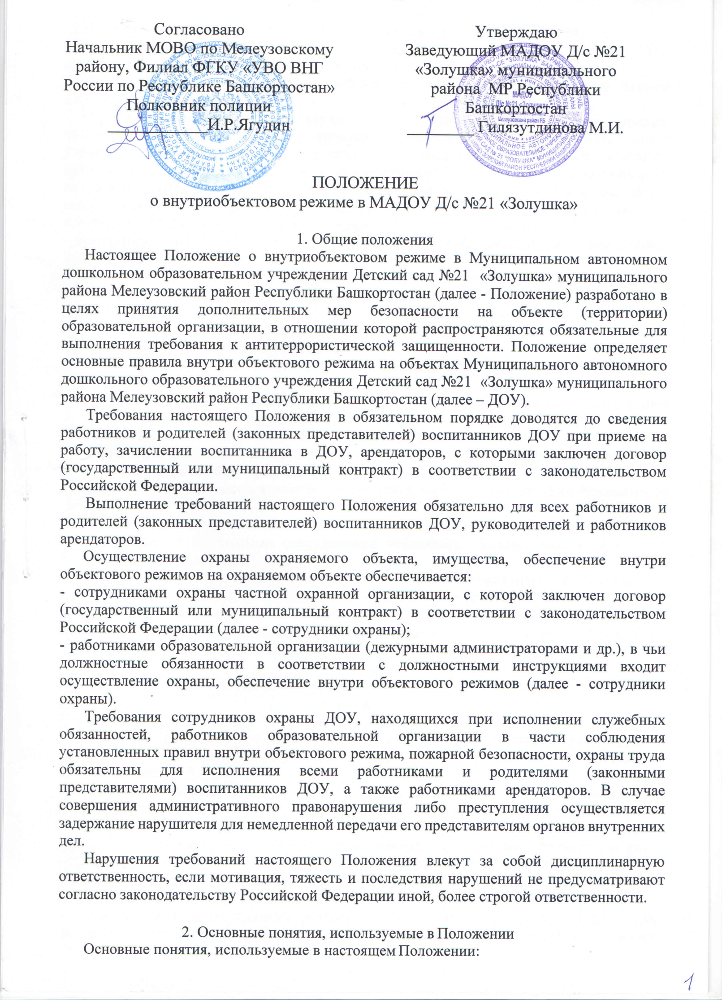 Согласовано
Начальник МОВО по Мелеузовскому
району, Филиал ФГКУ «УВО ВНГ
России по Республике Башкортостан»
Полковник полиции
____________И.Р.Ягудин
Утверждаю
Заведующий МАДОУ Д/с №21
«Золушка» муниципального
района МР Республики
Башкортостан
________ Гилязутдинова М.И.
МАДОУ
Д/с №21 «Золушка»
муниципального района
Мелеузовский район РБ
ПОЛОЖЕНИЕ
о внутриобъектовом режиме в МАДОУ Д/с №21 «Золушка»
1. Общие положения
Настоящее Положение о внутриобъектовом режиме в Муниципальном автономном
дошкольном образовательном учреждении Детский сад №21 «Золушка» муниципального
района Мелеузовский район Республики Башкортостан (далее - Положение) разработано в
целях принятия дополнительных мер безопасности на объекте (территории)
образовательной организации, в отношении которой распространяются обязательные для
выполнения требования к антитеррористической защищенности. Положение определяет
основные правила внутри объектового режима на объектах Муниципального автономного
дошкольного образовательного учреждения Детский сад №21 «Золушка» муниципального
района Мелеузовский район Республики Башкортостан (далее – ДОУ).
Требования настоящего Положения в обязательном порядке доводятся до сведения
работников и родителей (законных представителей) воспитанников ДОУ при приеме на
работу, зачислении воспитанника в ДОУ, арендаторов, с которыми заключен договор
(государственный или муниципальный контракт) в соответствии с законодательством
Российской Федерации.
Выполнение требований настоящего Положения обязательно для всех работников и
родителей (законных представителей) воспитанников ДОУ, руководителей и работников
арендаторов.
Осуществление охраны охраняемого объекта, имущества, обеспечение внутри
объектового режимов на охраняемом объекте обеспечивается:
- сотрудниками охраны частной охранной организации, с которой заключен договор
(государственный или муниципальный контракт) в соответствии с законодательством
Российской Федерации (далее - сотрудники охраны);
- работниками образовательной организации (дежурными администраторами и др.), в чьи
должностные обязанности в соответствии с должностными инструкциями входит
осуществление охраны, обеспечение внутри объектового режимов (далее - сотрудники
охраны).
Требования сотрудников охраны ДОУ, находящихся при исполнении служебных
обязанностей, работников образовательной организации в части соблюдения
установленных правил внутри объектового режима, пожарной безопасности, охраны труда
обязательны для исполнения всеми работниками и родителями (законными
представителями) воспитанников ДОУ, а также работниками арендаторов. В случае
совершения административного правонарушения либо преступления осуществляется
задержание нарушителя для немедленной передачи его представителям органов внутренних
дел.
Нарушения требований настоящего Положения влекут за собой дисциплинарную
ответственность, если мотивация, тяжесть и последствия нарушений не предусматривают
согласно законодательству Российской Федерации иной, более строгой ответственности.
2. Основные понятия, используемые в Положении
Основные понятия, используемые в настоящем Положении:
1